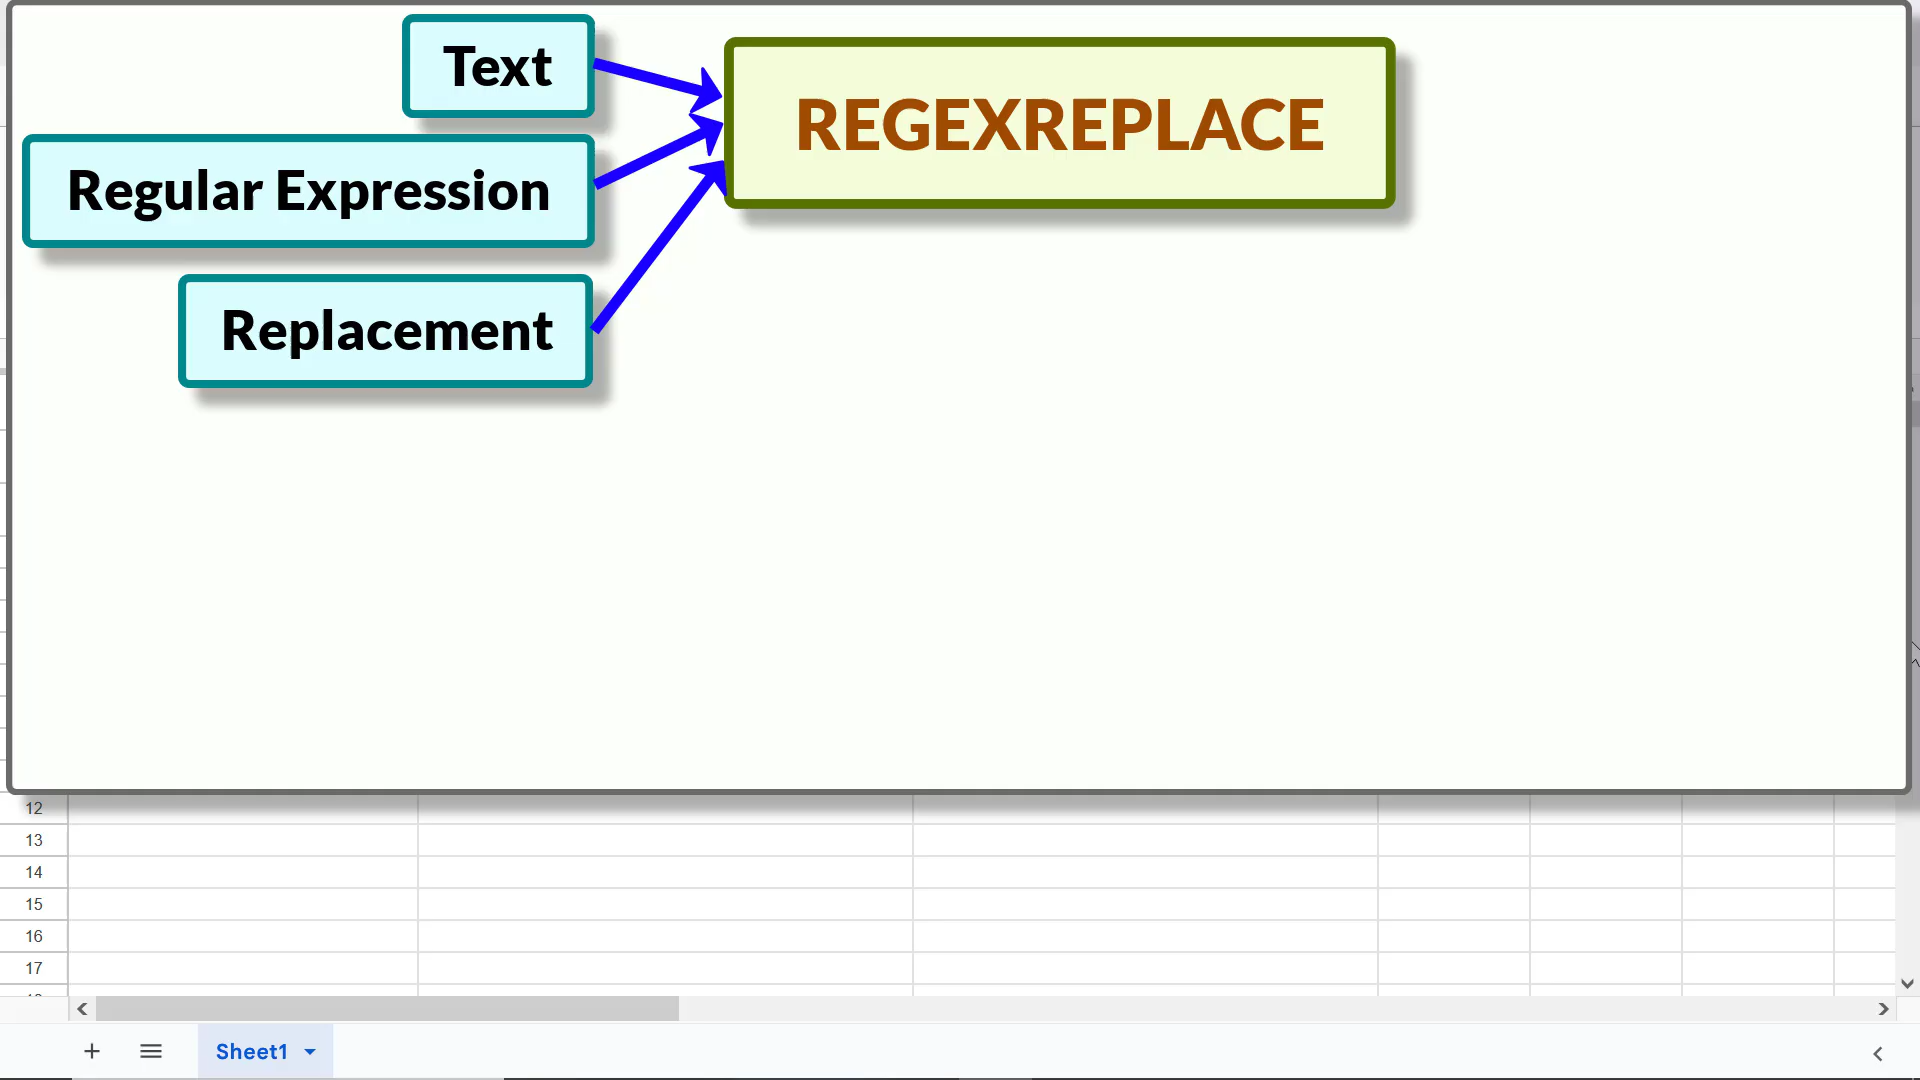 Text
REGEXREPLACE
Regular Expression
Replacement
12
13
14
15
16
17
Sheet1